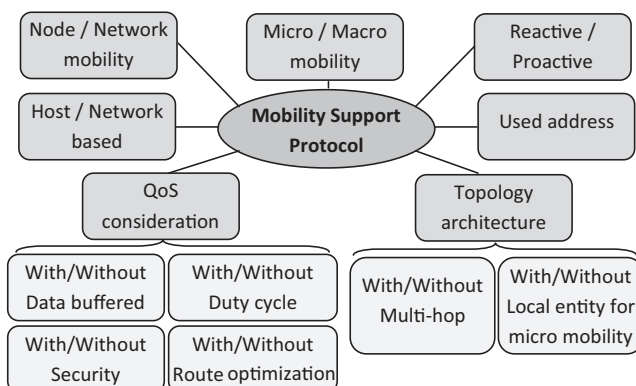 Node / Network
mobility
Micro / Macro
mobility
Reactive /
Proactive
Host / Network
based
Mobility Support
Protocol
Used address
QoS
consideration
Topology
architecture
With/Without
Data buffered
With/Without
Duty cycle
With/Without
Multi-hop
With/Without
Local entity for
micro mobility
With/Without
Security
With/Without
Route optimization